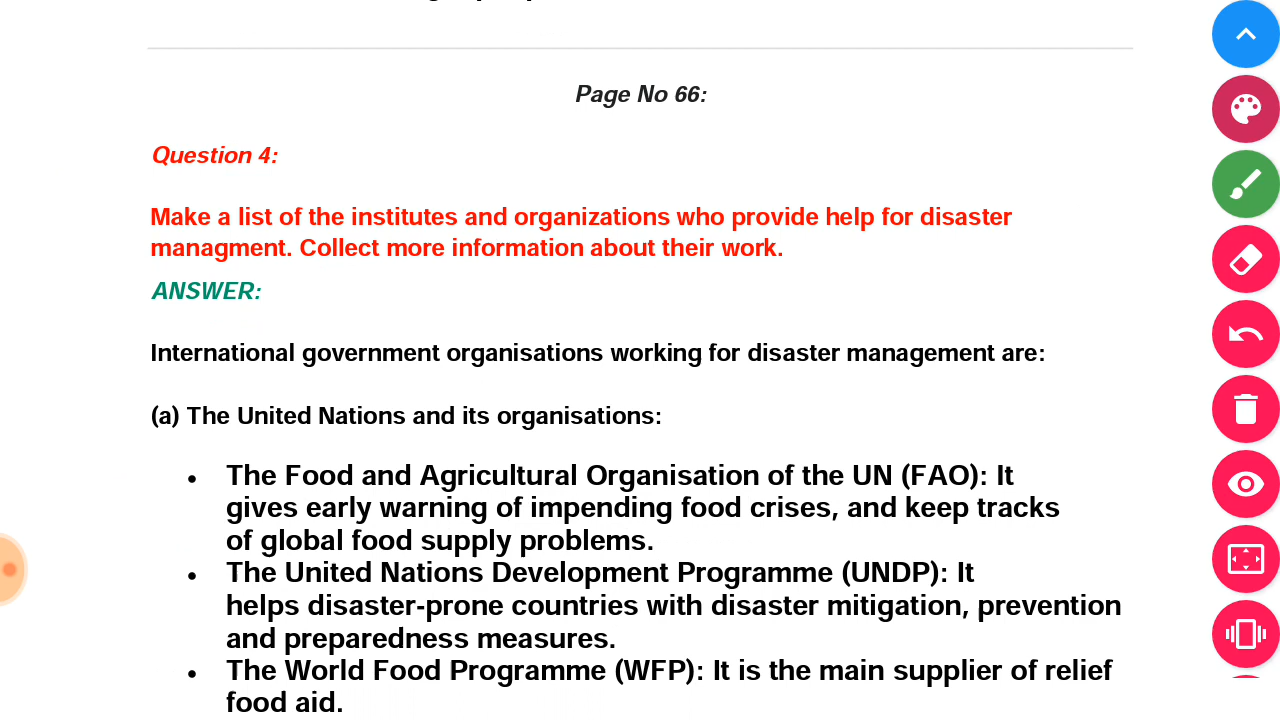 Page No 66:
Question 4:
Make a list of the institutes and organizations who provide help for disaster
managment. Collect more information about their work.
ANSWER:
International government organisations working for disaster management are:
(a) The United Nations and its organisations:
• The Food and Agricultural Organisation of the UN (FAO): It
gives early warning of impending food crises, and keep tracks
of global food supply problems.
• The United Nations Development Programme (UNDP): It
helps disaster-prone countries with disaster mitigation, prevention
and preparedness measures.
• The World Food Programme (WFP): It is the main supplier of relief
food aid.